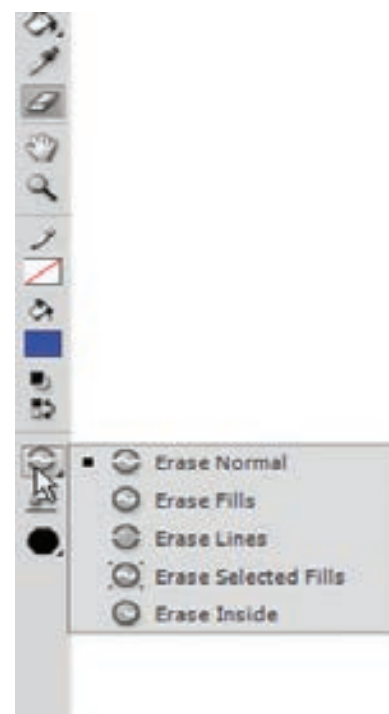 Erase Normal
Erase Fills
Erase Lines
Erase Selected Fills
Erase Inside